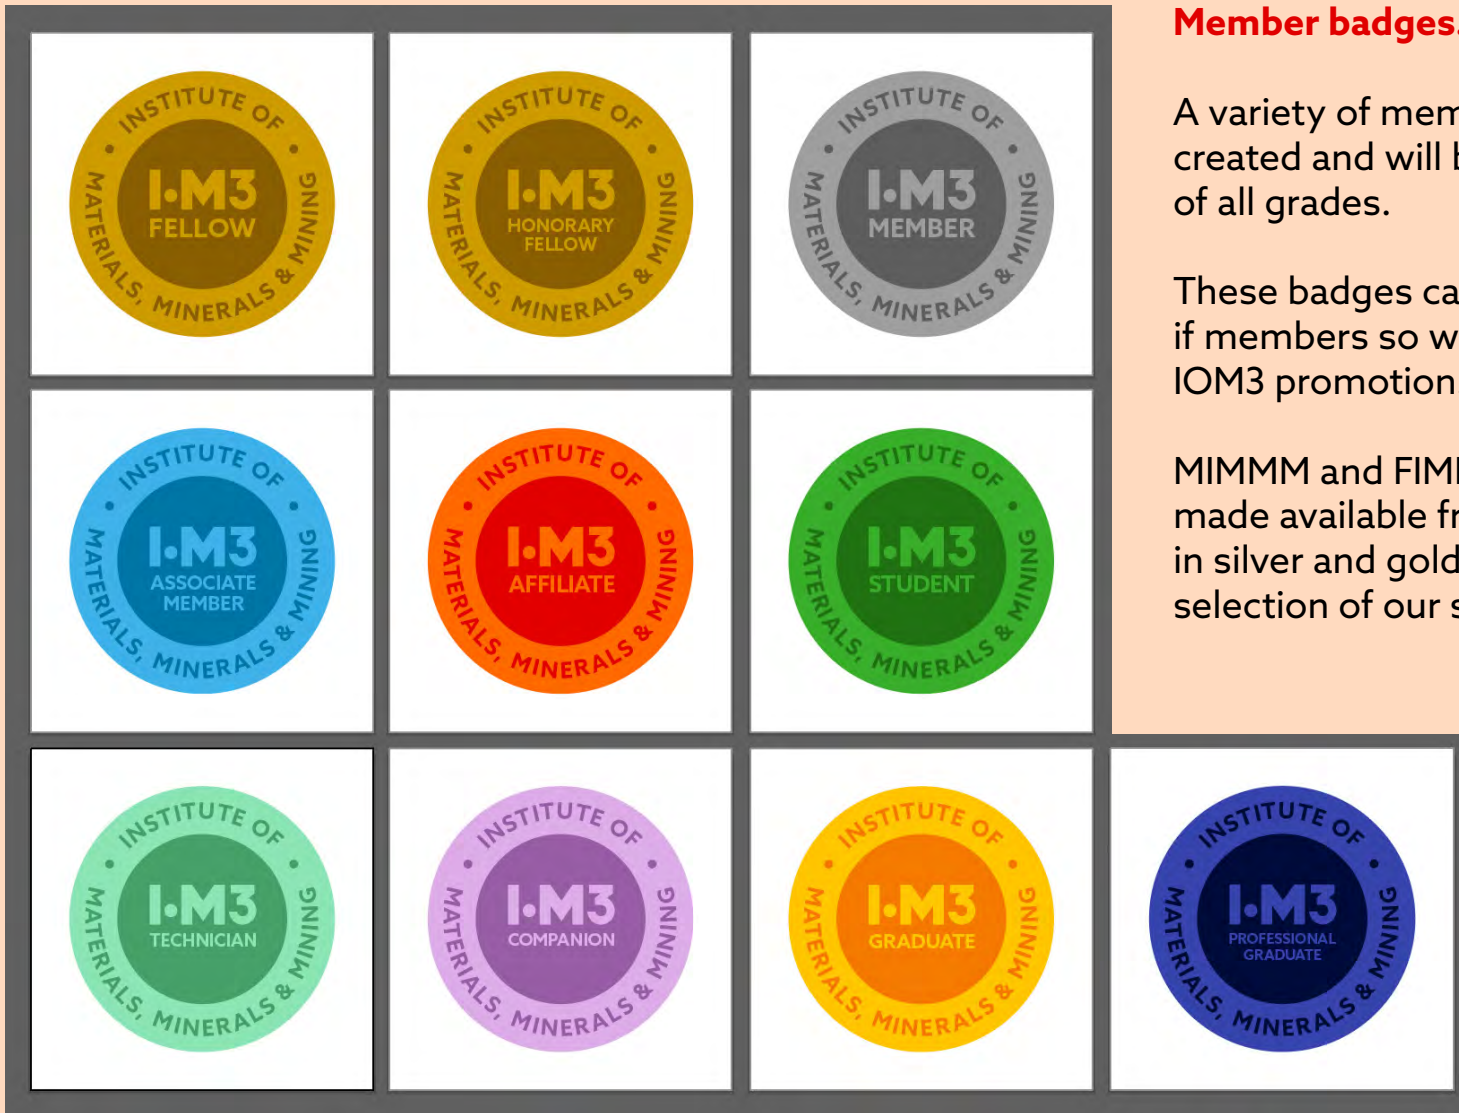 INSTITUTE OF
MATERIALS, MINERALS & MINING
I•M3
FELLOW
INSTITUTE OF
MATERIALS, MINERALS & MINING
I•M3
HONORARY
FELLOW
INSTITUTE OF
MATERIALS, MINERALS & MINING
I•M3
MEMBER
Member badges.
A variety of mem
created and will b
of all grades.
These badges ca
if members so w
IOM3 promotion
MIMMM and FIM
made available fr
in silver and gold
selection of our s
INSTITUTE OF
MATERIALS, MINERALS & MINING
I•M3
ASSOCIATE
MEMBER
INSTITUTE OF
MATERIALS, MINERALS & MINING
I•M3
AFFILIATE
INSTITUTE OF
MATERIALS, MINERALS & MINING
I•M3
STUDENT
INSTITUTE OF
MATERIALS, MINERALS & MINING
I•M3
TECHNICIAN
INSTITUTE OF
MATERIALS, MINERALS & MINING
I•M3
COMPANION
INSTITUTE OF
MATERIALS, MINERALS & MINING
I•M3
GRADUATE
INSTITUTE OF
MATERIALS, MINERALS & MINING
I•M3
PROFESSIONAL
GRADUATE